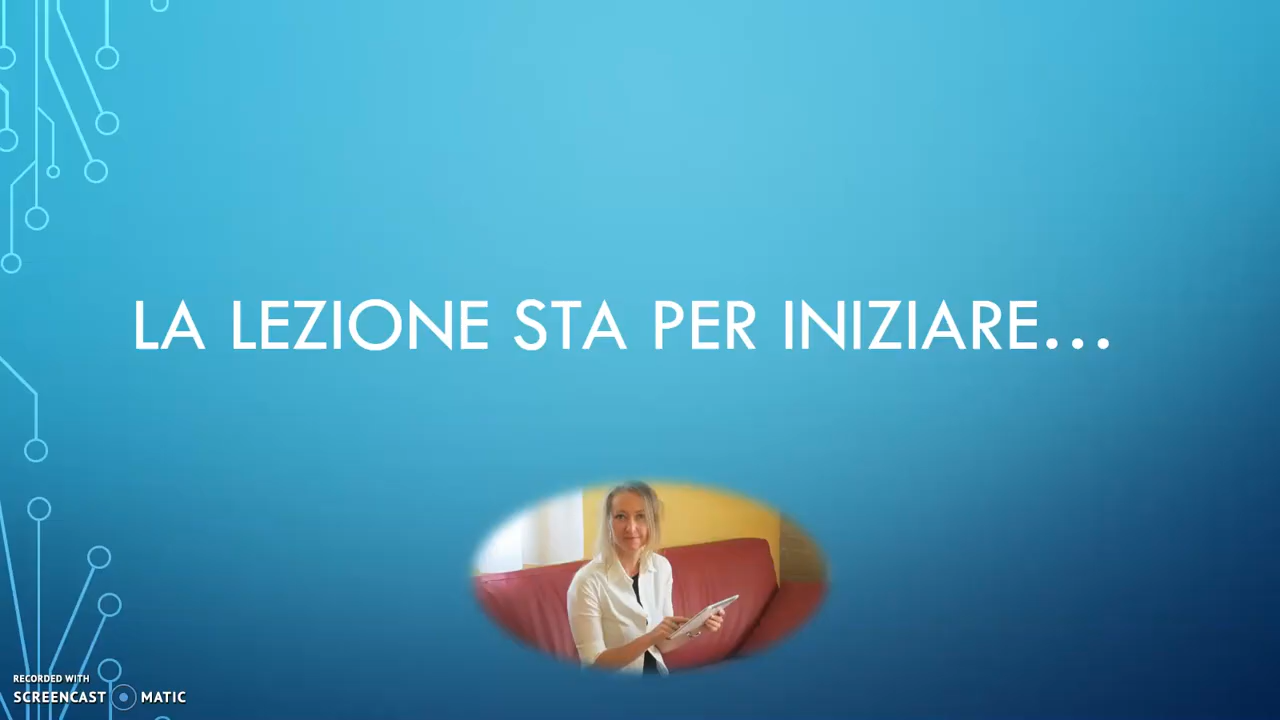 LA LEZIONE STA PER INIZIARE...
RECORDED WITH
SCREENCAST MATIC